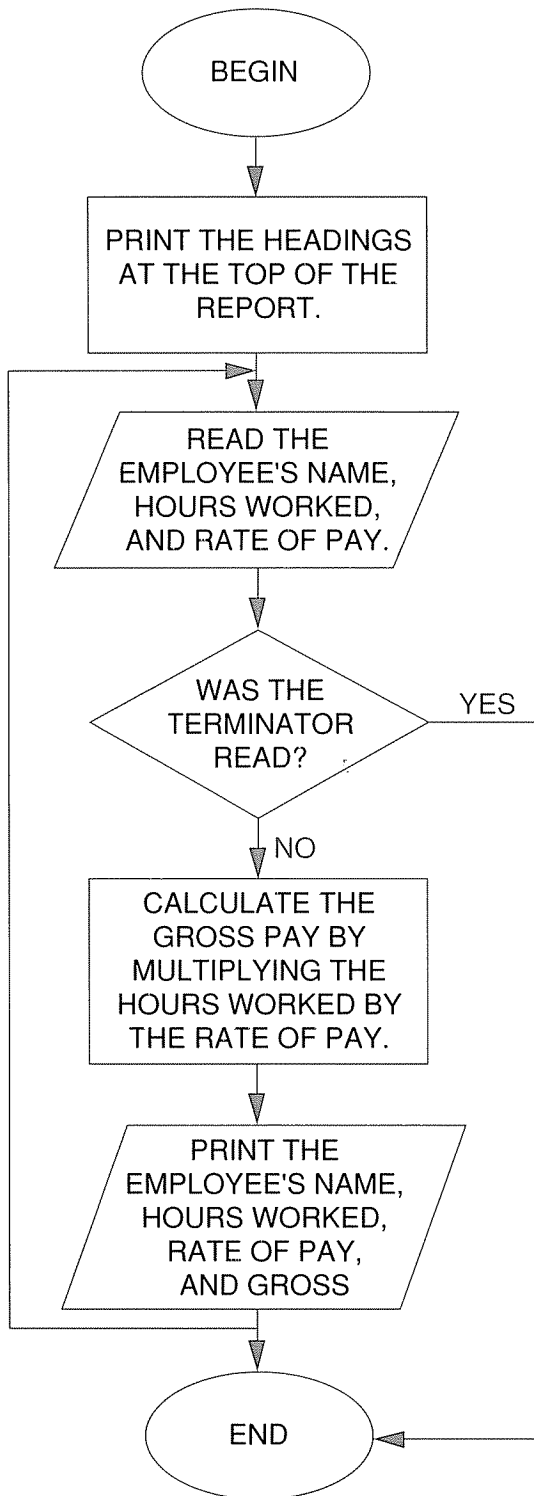 BEGIN
PRINT THE HEADINGS
AT THE TOP OF THE
REPORT.
READ THE
EMPLOYEE'S NAME,
HOURS WORKED,
AND RATE OF PAY.
WAS THE
TERMINATOR
READ?
YES
NO
CALCULATE THE
GROSS PAY BY
MULTIPLYING THE
HOURS WORKED BY
THE RATE OF PAY.
PRINT THE
EMPLOYEE'S NAME,
HOURS WORKED,
RATE OF PAY,
AND GROSS
END